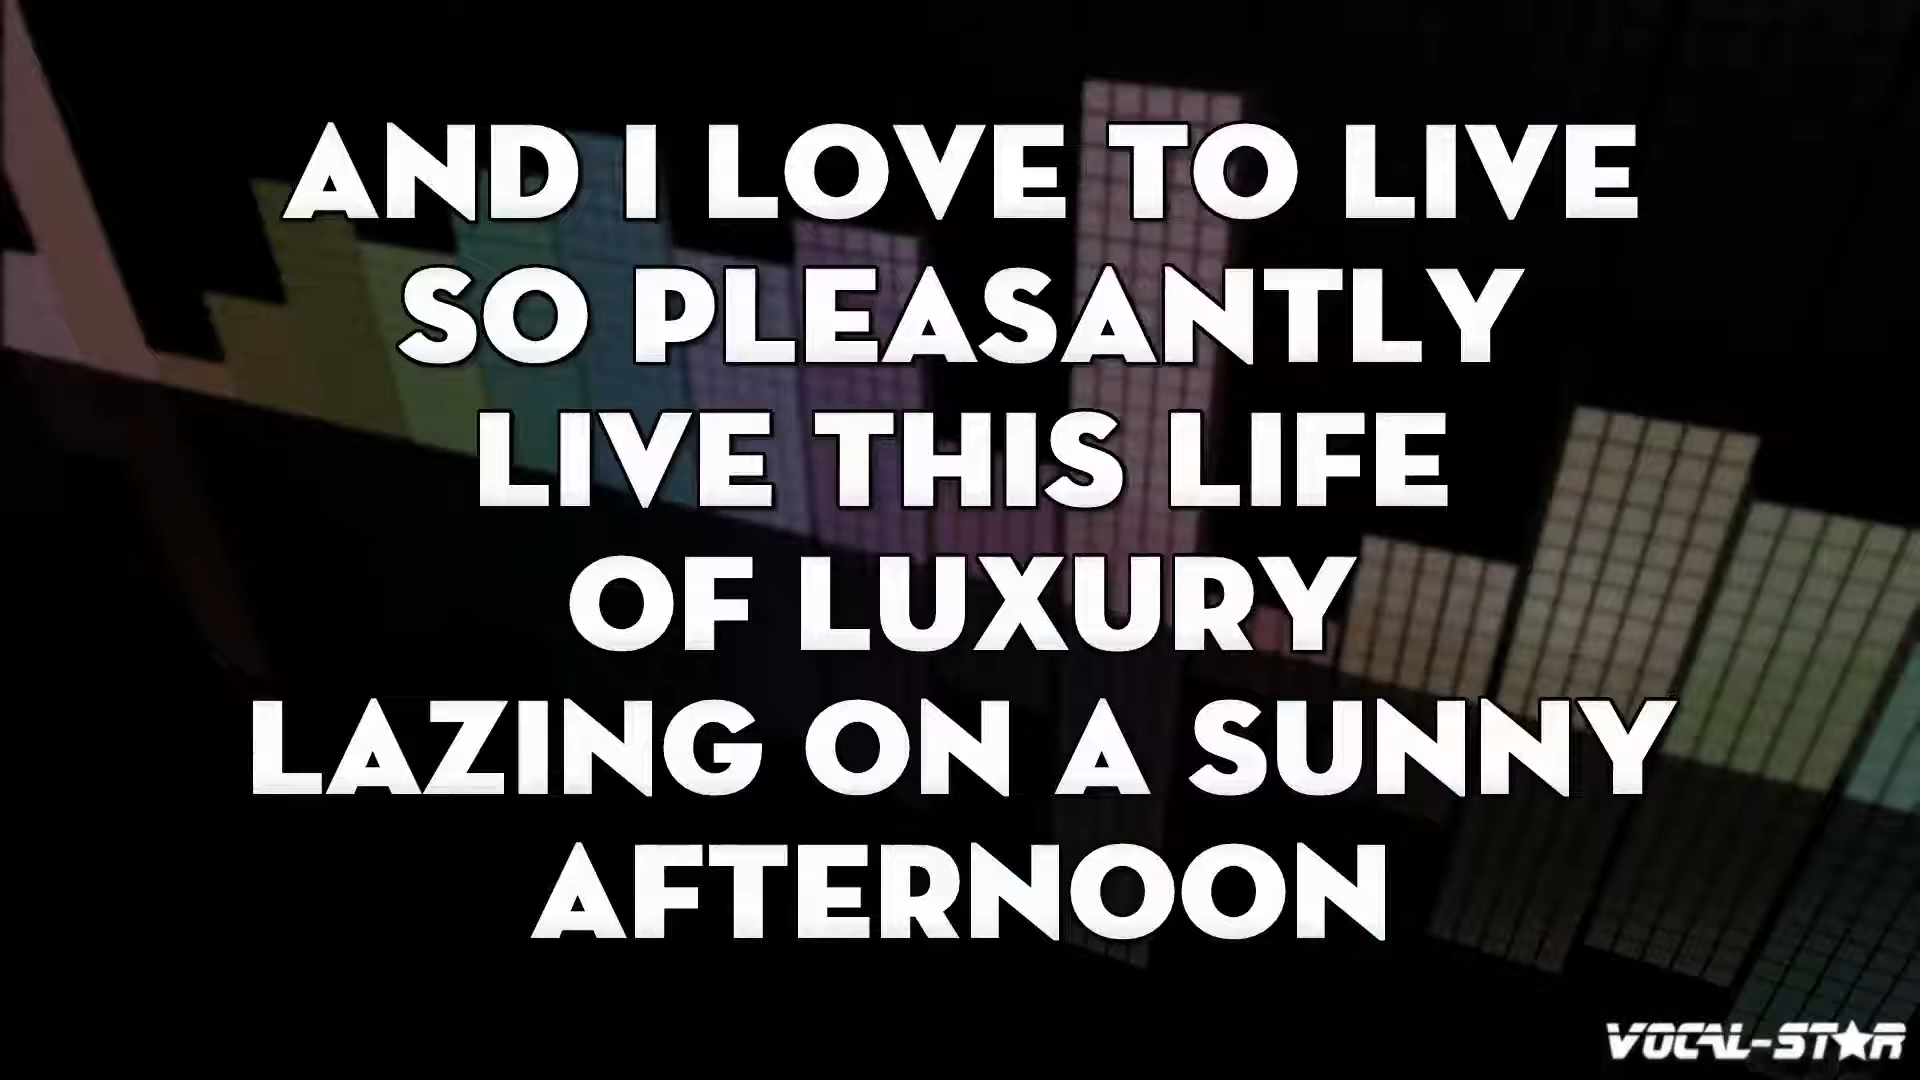 AND I LOVE TO LIVE
SO PLEASANTLY
LIVE THIS LIFE
OF LUXURY
LAZING ON A SUNNY
AFTERNOON
VOCAL-STAR